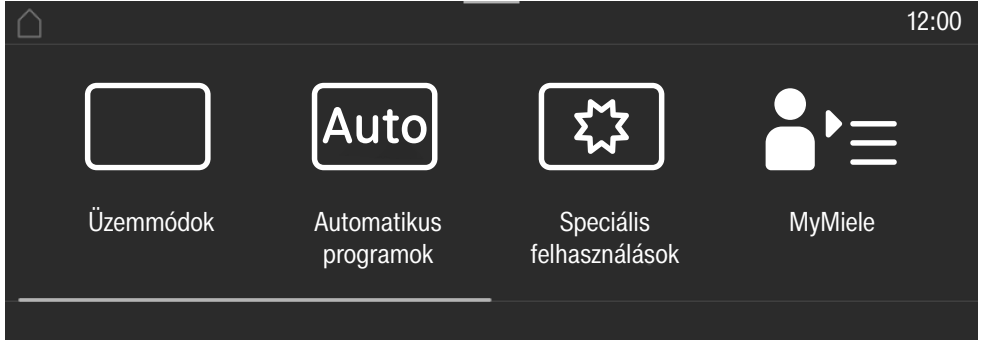 12:00
Auto
Üzemmódok
Automatikus
programok
Speciális
felhasználások
MyMiele